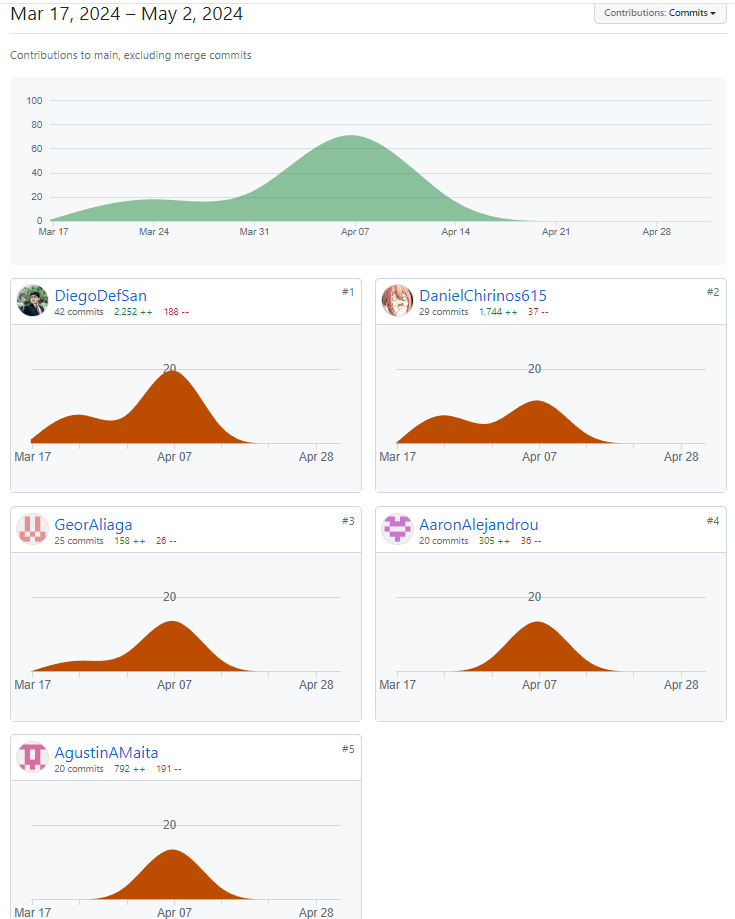 Mar 17, 2024 – May 2, 2024
Contributions: Commits
Contributions to main, excluding merge commits
100
80
60
40
20
0
Mar 17 Mar 24 Mar 31 Apr 07 Apr 14 Apr 21 Apr 28
DiegoDefSan #1
42 commits 2,252 ++ 188 --
20
Mar 17 Apr 07 Apr 28
DanielChirinos615 #2
29 commits 1,744 ++ 37 --
20
Mar 17 Apr 07 Apr 28
GeorAliaga #3
25 commits 158 ++ 26 --
20
Mar 17 Apr 07 Apr 28
AaronAlejandrou #4
20 commits 305 ++ 36 --
20
Mar 17 Apr 07 Apr 28
AgustinAMaita #5
20 commits 792 ++ 191 --
20
Mar 17 Apr 07 Apr 28